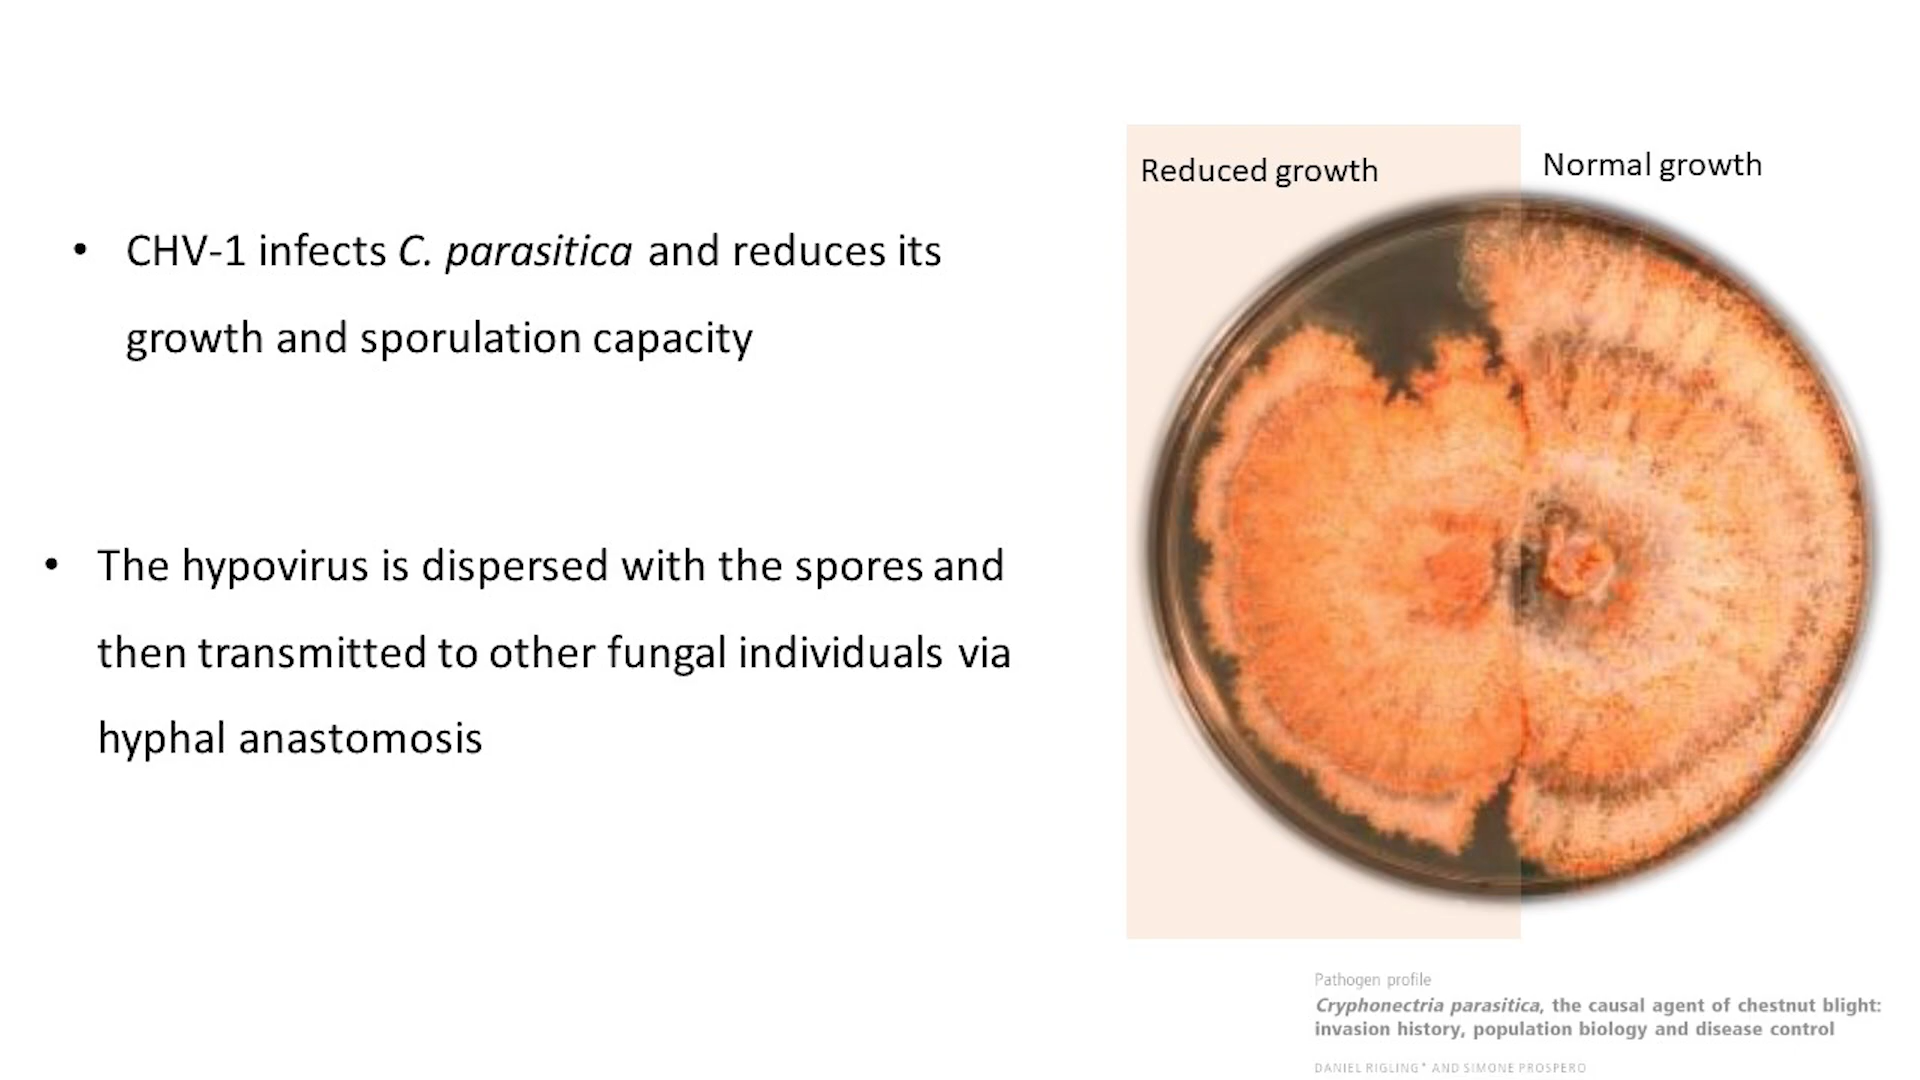 Reduced growth
Normal growth
• CHV-1 infects C. parasitica and reduces its
growth and sporulation capacity
• The hypovirus is dispersed with the spores and
then transmitted to other fungal individuals via
hyphal anastomosis
Pathogen profile
Cryphonectria parasitica, the causal agent of chestnut blight:
invasion history, population biology and disease control
DANIEL RIGLING* AND SIMONE PROSPERO